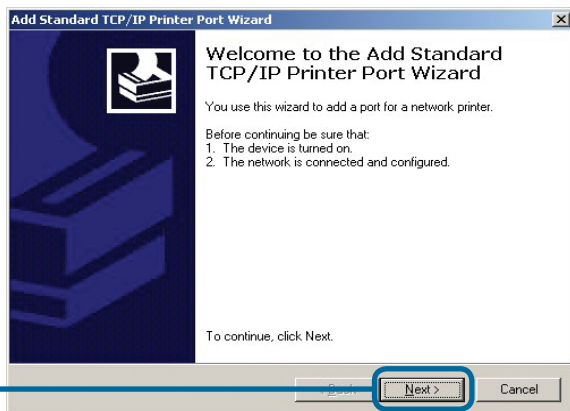 Add Standard TCP/IP Printer Port Wizard
Welcome to the Add Standard
TCP/IP Printer Port Wizard
You use this wizard to add a port for a network printer.
Before continuing be sure that:
1. The device is turned on.
2. The network is connected and configured.
To continue, click Next.
Next >
Cancel